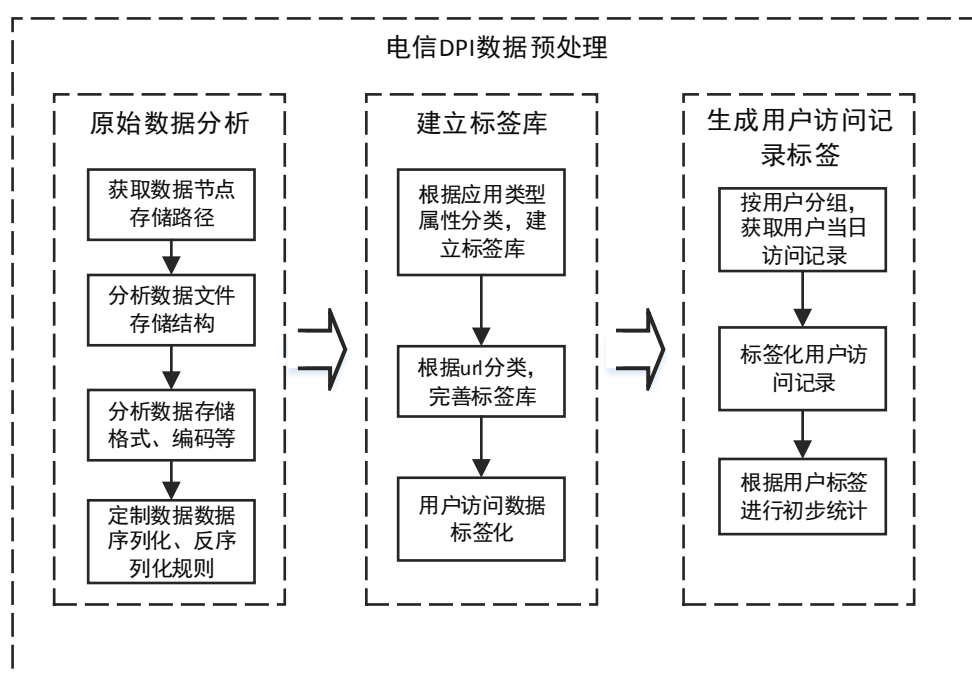 电信DPI数据预处理
原始数据分析
获取数据节点
存储路径
分析数据文件
存储结构
分析数据存储
格式、编码等
定制数据数据
序列化、反序
列化规则
建立标签库
根据应用类型
属性分类，建
立标签库
根据url分类，
完善标签库
用户访问数据
标签化
生成用户访问记
录标签
按用户分组，
获取用户当日
访问记录
标签化用户访
问记录
根据用户标签
进行初步统计